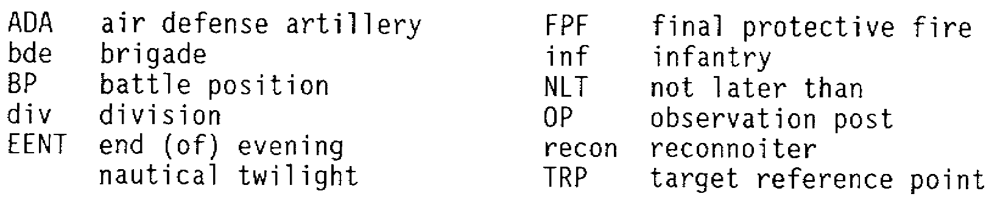 ADA air defense artillery
bde brigade
BP battle position
div division
EENT end (of) evening
nautical twilight
FPF final protective fire
inf infantry
NLT not later than
OP observation post
recon reconnoiter
TRP target reference point